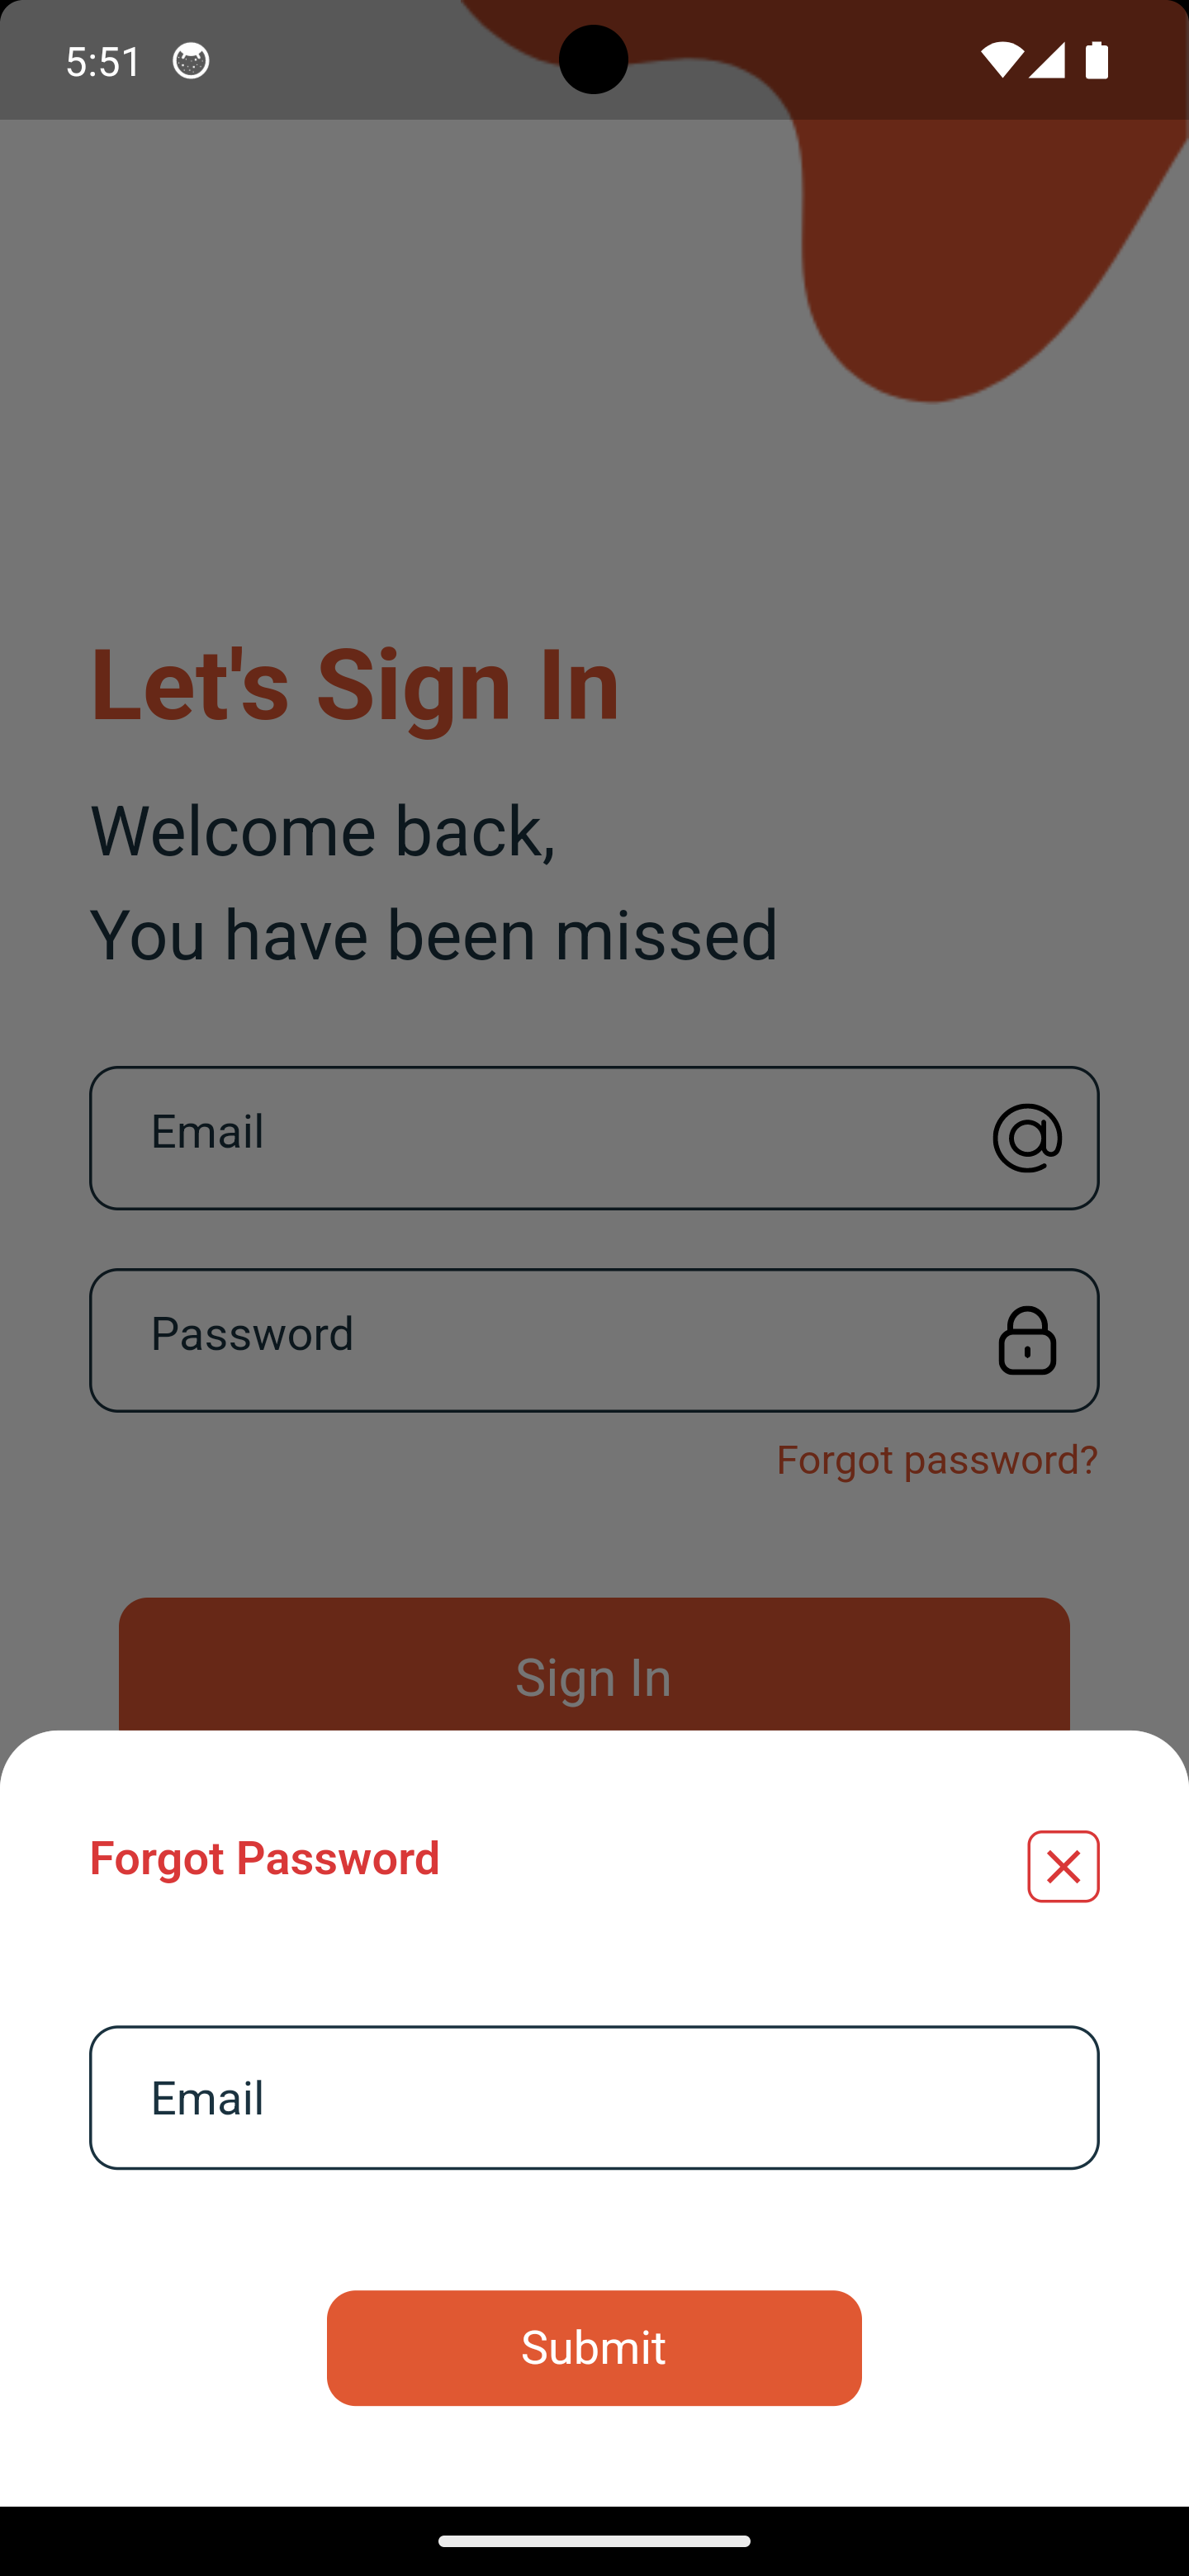 5:51
Let's Sign In
Welcome back,
You have been missed
Email
Password
Forgot password?
Sign In
Forgot Password
Email
Submit